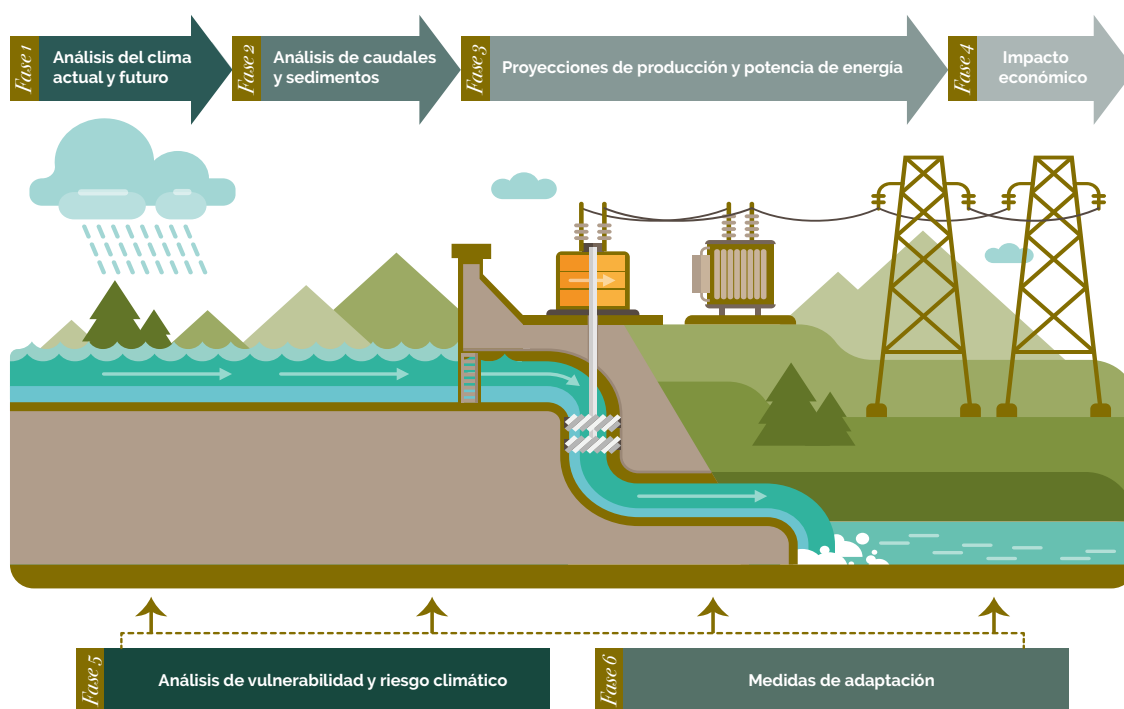 Fase 1
Análisis del clima
actual y futuro
Fase 2
Análisis de caudales
y sedimentos
Fase 3
Proyecciones de producción y potencia de energía
Fase 4
Impacto
económico
Fase 5
Análisis de vulnerabilidad y riesgo climático
Fase 6
Medidas de adaptación